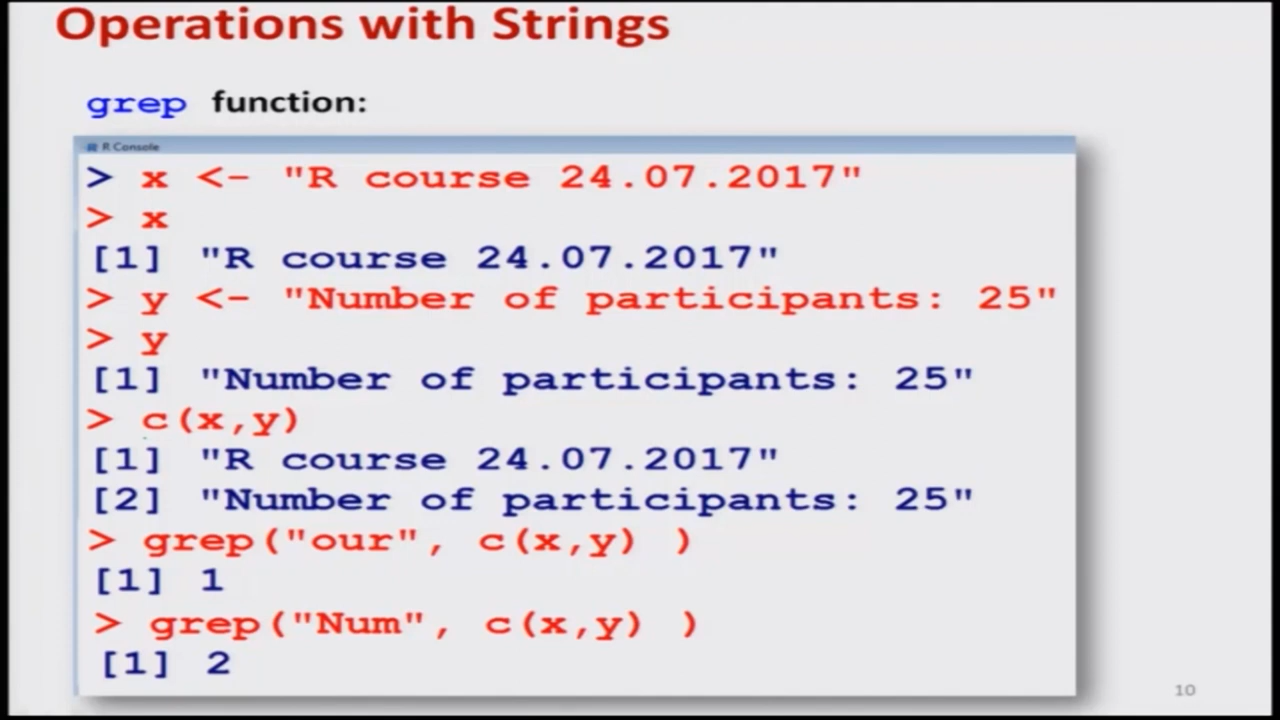 Operations with Strings
grep function:
R Console
> x <- "R course 24.07.2017"
> x
[1] "R course 24.07.2017"
> y <- "Number of participants: 25"
> y
[1] "Number of participants: 25"
> c(x,y)
[1] "R course 24.07.2017"
[2] "Number of participants: 25"
> grep("our", c(x,y) )
[1] 1
> grep("Num", c(x,y) )
[1] 2
10